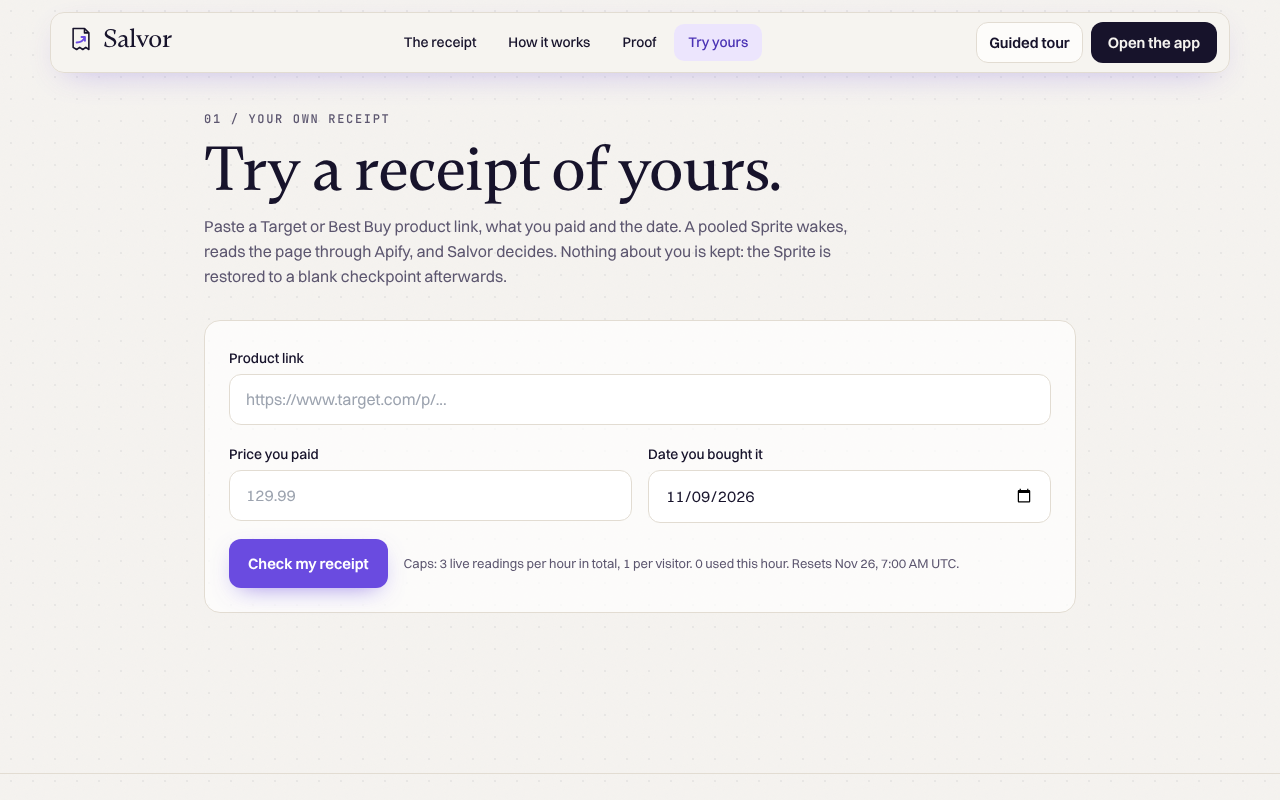 Salvor
The receipt
How it works
Proof
Try yours
Guided tour
Open the app
01 / YOUR OWN RECEIPT
Try a receipt of yours.
Paste a Target or Best Buy product link, what you paid and the date. A pooled Sprite wakes,
reads the page through Apify, and Salvor decides. Nothing about you is kept: the Sprite is
restored to a blank checkpoint afterwards.
Product link
https://www.target.com/p/...
Price you paid
Date you bought it
129.99
11/09/2026
Check my receipt
Caps: 3 live readings per hour in total, 1 per visitor. 0 used this hour. Resets Nov 26, 7:00 AM UTC.